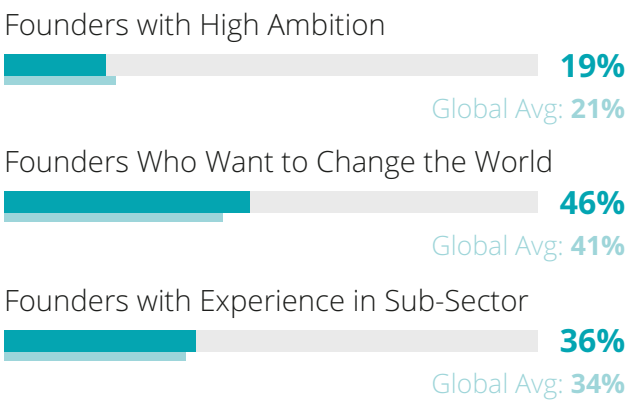 Founders with High Ambition
19%
Global Avg: 21%
Founders Who Want to Change the World
46%
Global Avg: 41%
Founders with Experience in Sub-Sector
36%
Global Avg: 34%